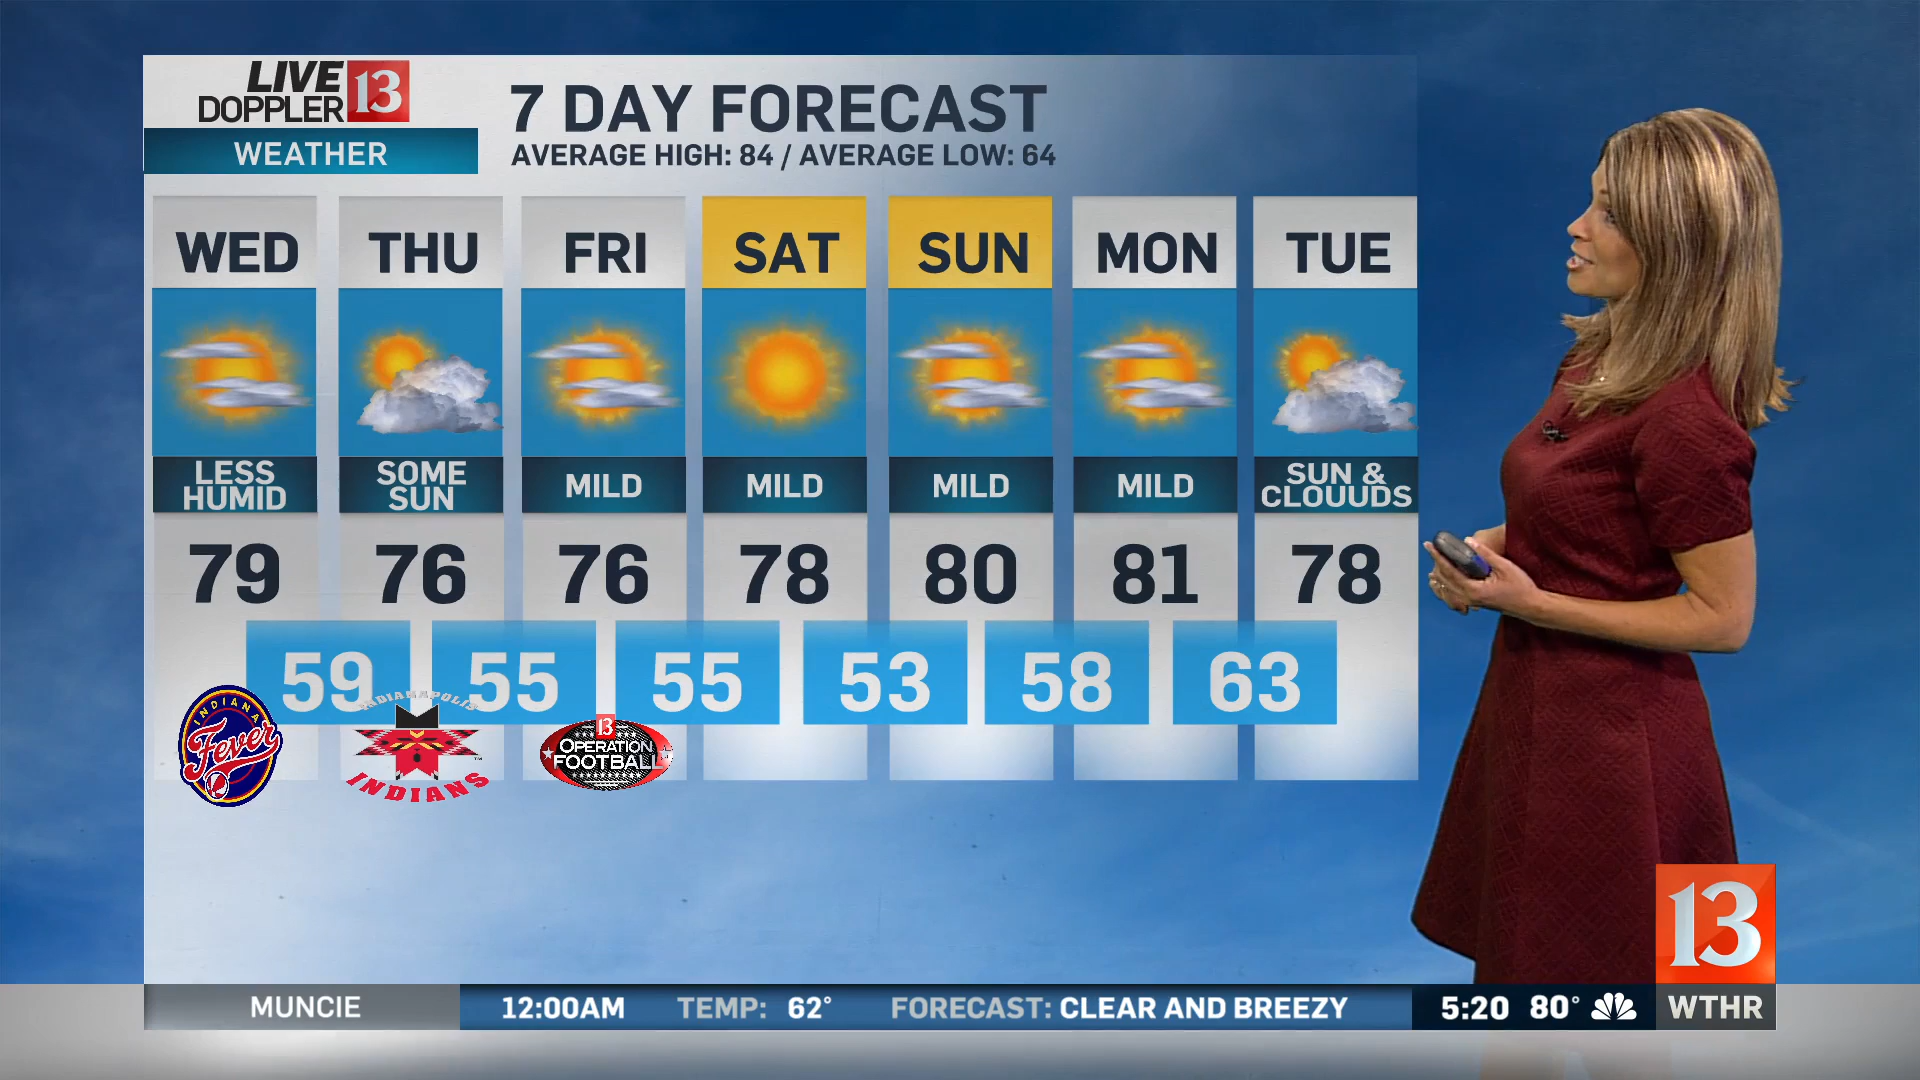 LIVE
DOPPLER 13
WEATHER
7 DAY FORECAST
AVERAGE HIGH: 84 / AVERAGE LOW: 64
WED THU FRI SAT SUN MON TUE
LESS HUMID
SOME SUN
MILD
MILD
MILD
MILD
SUN & CLOUUDS
79 76 76 78 80 81 78
59 55 55 53 58 63
INDIANA
Fever
INDIANAPOLIS
INDIANS
TM
13
OPERATION
FOOTBALL
13
MUNCIE 12:00AM TEMP: 62° FORECAST: CLEAR AND BREEZY 5:20 80° WTHR